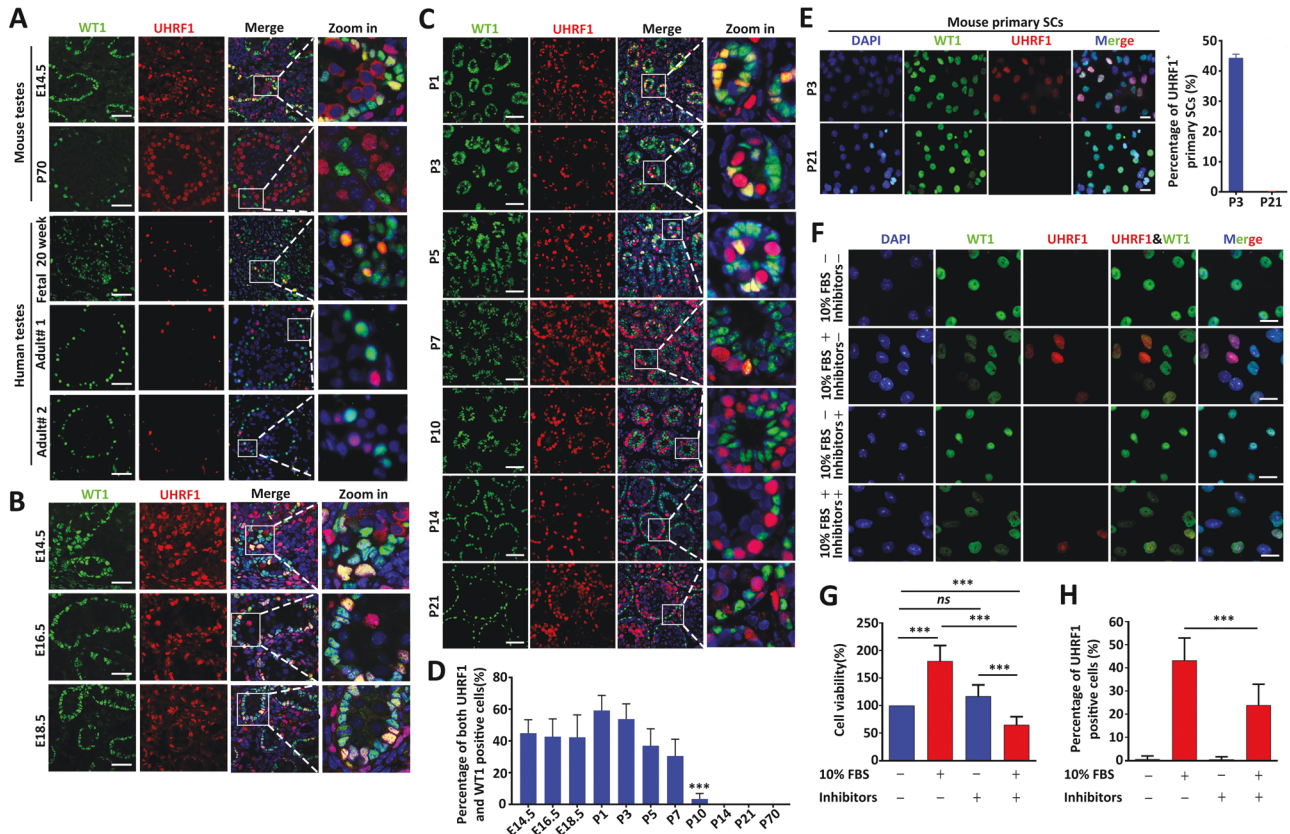 A
WT1 UHRF1 Merge Zoom in
Mouse testes
E14.5
P70
Human testes
Fetal 20 week
Adult# 1
Adult# 2
B
WT1 UHRF1 Merge Zoom in
E14.5
E16.5
E18.5
C
WT1 UHRF1 Merge Zoom in
P1
P3
P5
P7
P10
P14
P21
D
Percentage of both UHRF1
and WT1 positive cells(%)
80
60
40
20
0
***
E14.5 E16.5 E18.5 P1 P3 P5 P7 P10 P14 P21 P70
E
Mouse primary SCs
DAPI WT1 UHRF1 Merge
P3
P21
Percentage of UHRF1+
primary SCs (%)
50
40
30
20
10
0
P3 P21
F
DAPI WT1 UHRF1 UHRF1&WT1 Merge
10% FBS −
Inhibitors−
10% FBS +
Inhibitors−
10% FBS −
Inhibitors+
10% FBS +
Inhibitors+
G
***
ns
***
***
***
Cell viability(%)
250
200
150
100
50
0
10% FBS − + − +
Inhibitors − − + +
H
***
Percentage of UHRF1
positive cells (%)
60
50
40
30
20
10
0
10% FBS − + − +
Inhibitors − − + +